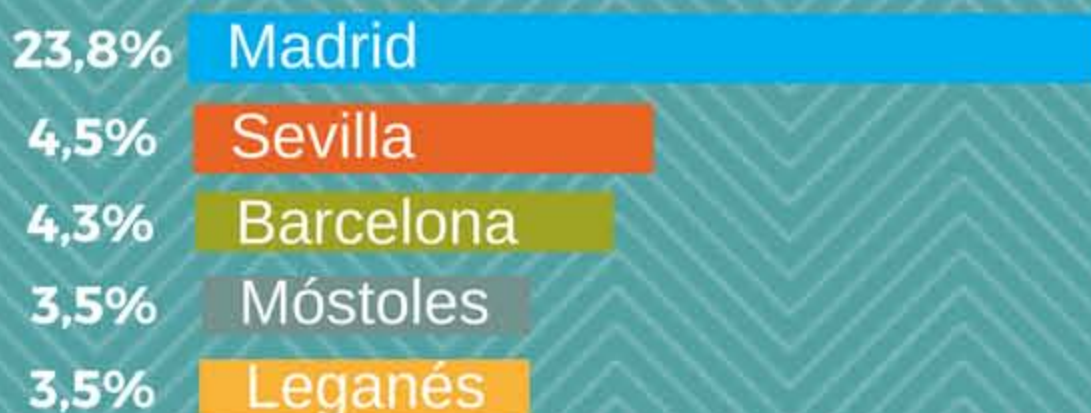 23,8% Madrid
4,5% Sevilla
4,3% Barcelona
3,5% Móstoles
3,5% Leganés